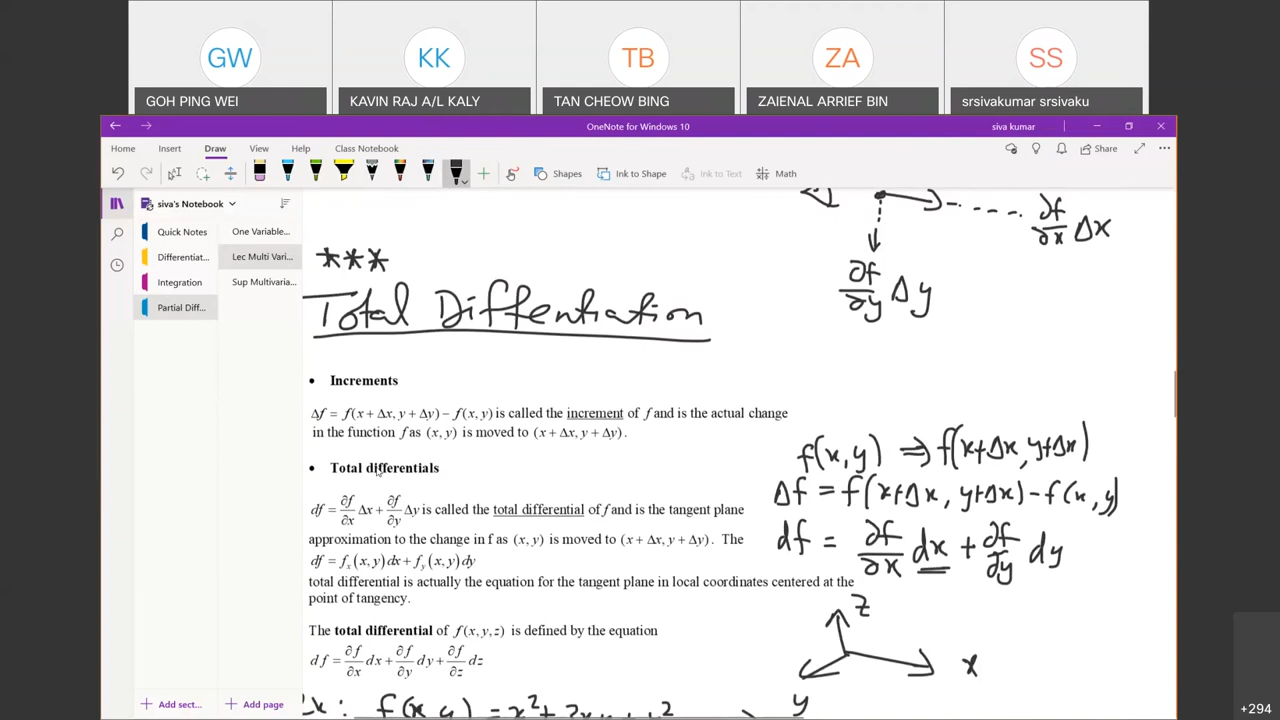 GW KK TB ZA SS
GOH PING WEI KAVIN RAJ A/L KALY TAN CHEOW BING ZAIENAL ARRIEF BIN srsivakumar srsivaku
OneNote for Windows 10 siva kumar
Home Insert Draw View Help Class Notebook Share
Shapes Ink to Shape Ink to Text Math
siva's Notebook
Quick Notes
Differentiat...
Integration
Partial Diff...
One Variable...
Lec Multi Vari...
Sup Multivaria...
Add sect... Add page
∂f/∂x Δx
∂f/∂y Δy
***
Total Diffentiation
• Increments
Δf = f(x + Δx, y + Δy) − f(x, y) is called the increment of f and is the actual change
in the function f as (x, y) is moved to (x + Δx, y + Δy).
• Total differentials
df = ∂f/∂x Δx + ∂f/∂y Δy is called the total differential of f and is the tangent plane
approximation to the change in f as (x, y) is moved to (x + Δx, y + Δy). The
df = fx(x, y)dx + fy(x, y)dy
total differential is actually the equation for the tangent plane in local coordinates centered at the
point of tangency.
The total differential of f(x, y, z) is defined by the equation
df = ∂f/∂x dx + ∂f/∂y dy + ∂f/∂z dz
f(x, y) ⇒ f(x+Δx, y+Δx)
Δf = f(x+Δx, y+Δx) − f(x, y)
df = ∂f/∂x dx + ∂f/∂y dy
z
x
y
+294